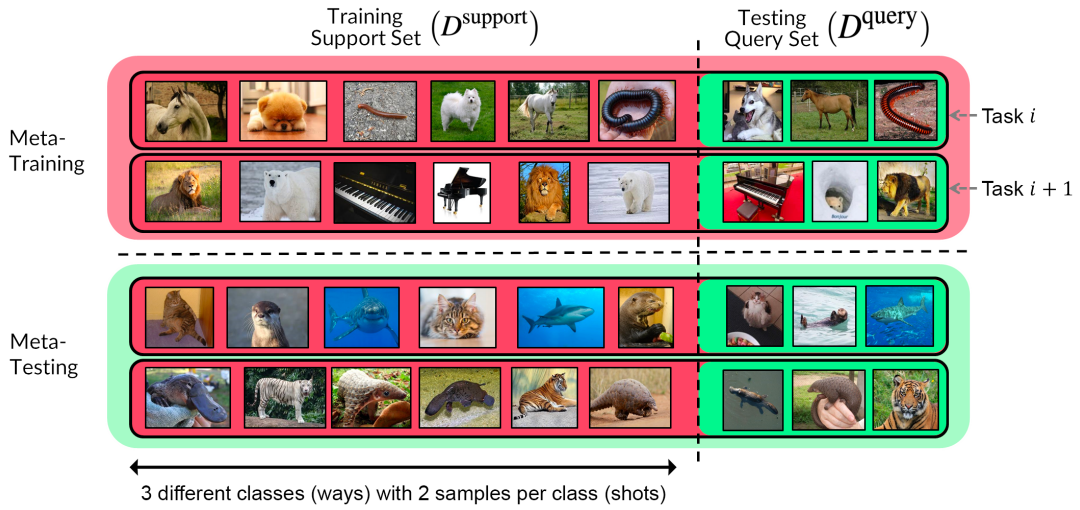 Training
Support Set (D^support)
Testing
Query Set (D^query)
Meta-
Training
Task i
Task i + 1
Bonjour
Meta-
Testing
3 different classes (ways) with 2 samples per class (shots)